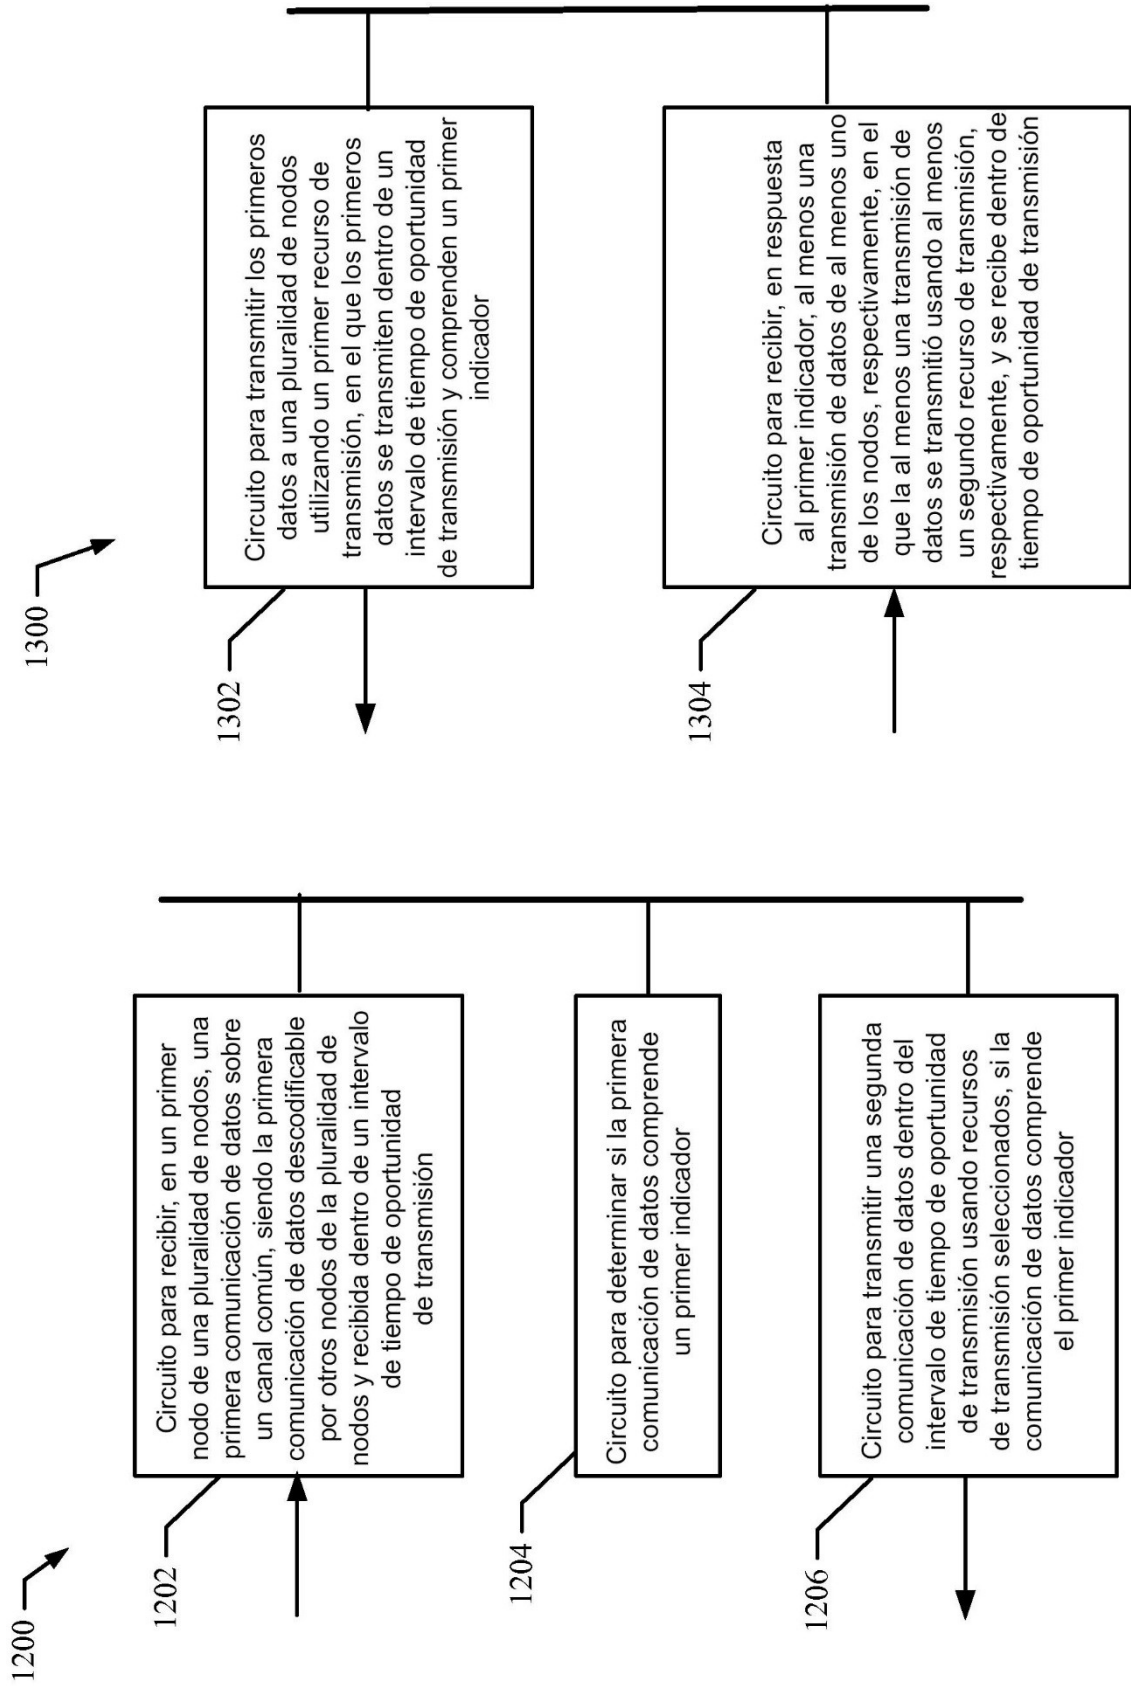 1200
1202
Circuito para recibir, en un primer
nodo de una pluralidad de nodos, una
primera comunicación de datos sobre
un canal común, siendo la primera
comunicación de datos descodificable
por otros nodos de la pluralidad de
nodos y recibida dentro de un intervalo
de tiempo de oportunidad
de transmisión
1204
Circuito para determinar si la primera
comunicación de datos comprende
un primer indicador
1206
Circuito para transmitir una segunda
comunicación de datos dentro del
intervalo de tiempo de oportunidad
de transmisión usando recursos
de transmisión seleccionados, si la
comunicación de datos comprende
el primer indicador
1300
1302
Circuito para transmitir los primeros
datos a una pluralidad de nodos
utilizando un primer recurso de
transmisión, en el que los primeros
datos se transmiten dentro de un
intervalo de tiempo de oportunidad
de transmisión y comprenden un primer
indicador
1304
Circuito para recibir, en respuesta
al primer indicador, al menos una
transmisión de datos de al menos uno
de los nodos, respectivamente, en el
que la al menos una transmisión de
datos se transmitió usando al menos
un segundo recurso de transmisión,
respectivamente, y se recibe dentro de
tiempo de oportunidad de transmisión